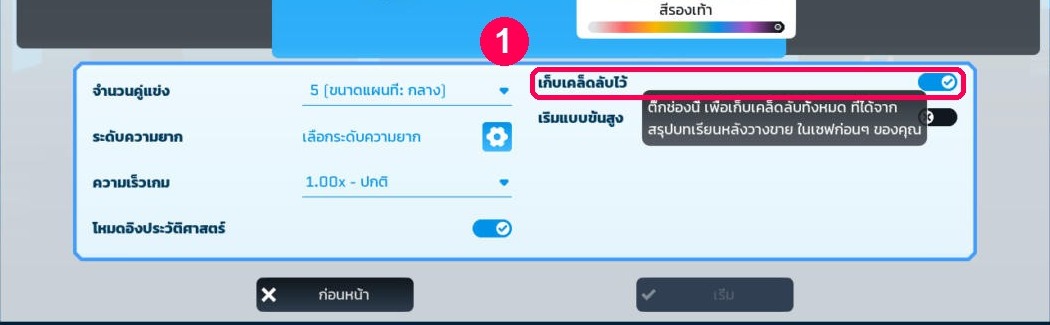 สีรองเท้า
1
จำนวนคู่แข่ง
5 (ขนาดแผนที่: กลาง)
ระดับความยาก
เลือกระดับความยาก
ความเร็วเกม
1.00x - ปกติ
โหมดอิงประวัติศาสตร์
เก็บเคล็ดลับไว้
เริ่มแบบขั้นสูง
ติ๊กช่องนี้ เพื่อเก็บเคล็ดลับทั้งหมด ที่ได้จาก
สรุปบทเรียนหลังวางขาย ในเซฟก่อนๆ ของคุณ
ก่อนหน้า
เริ่ม